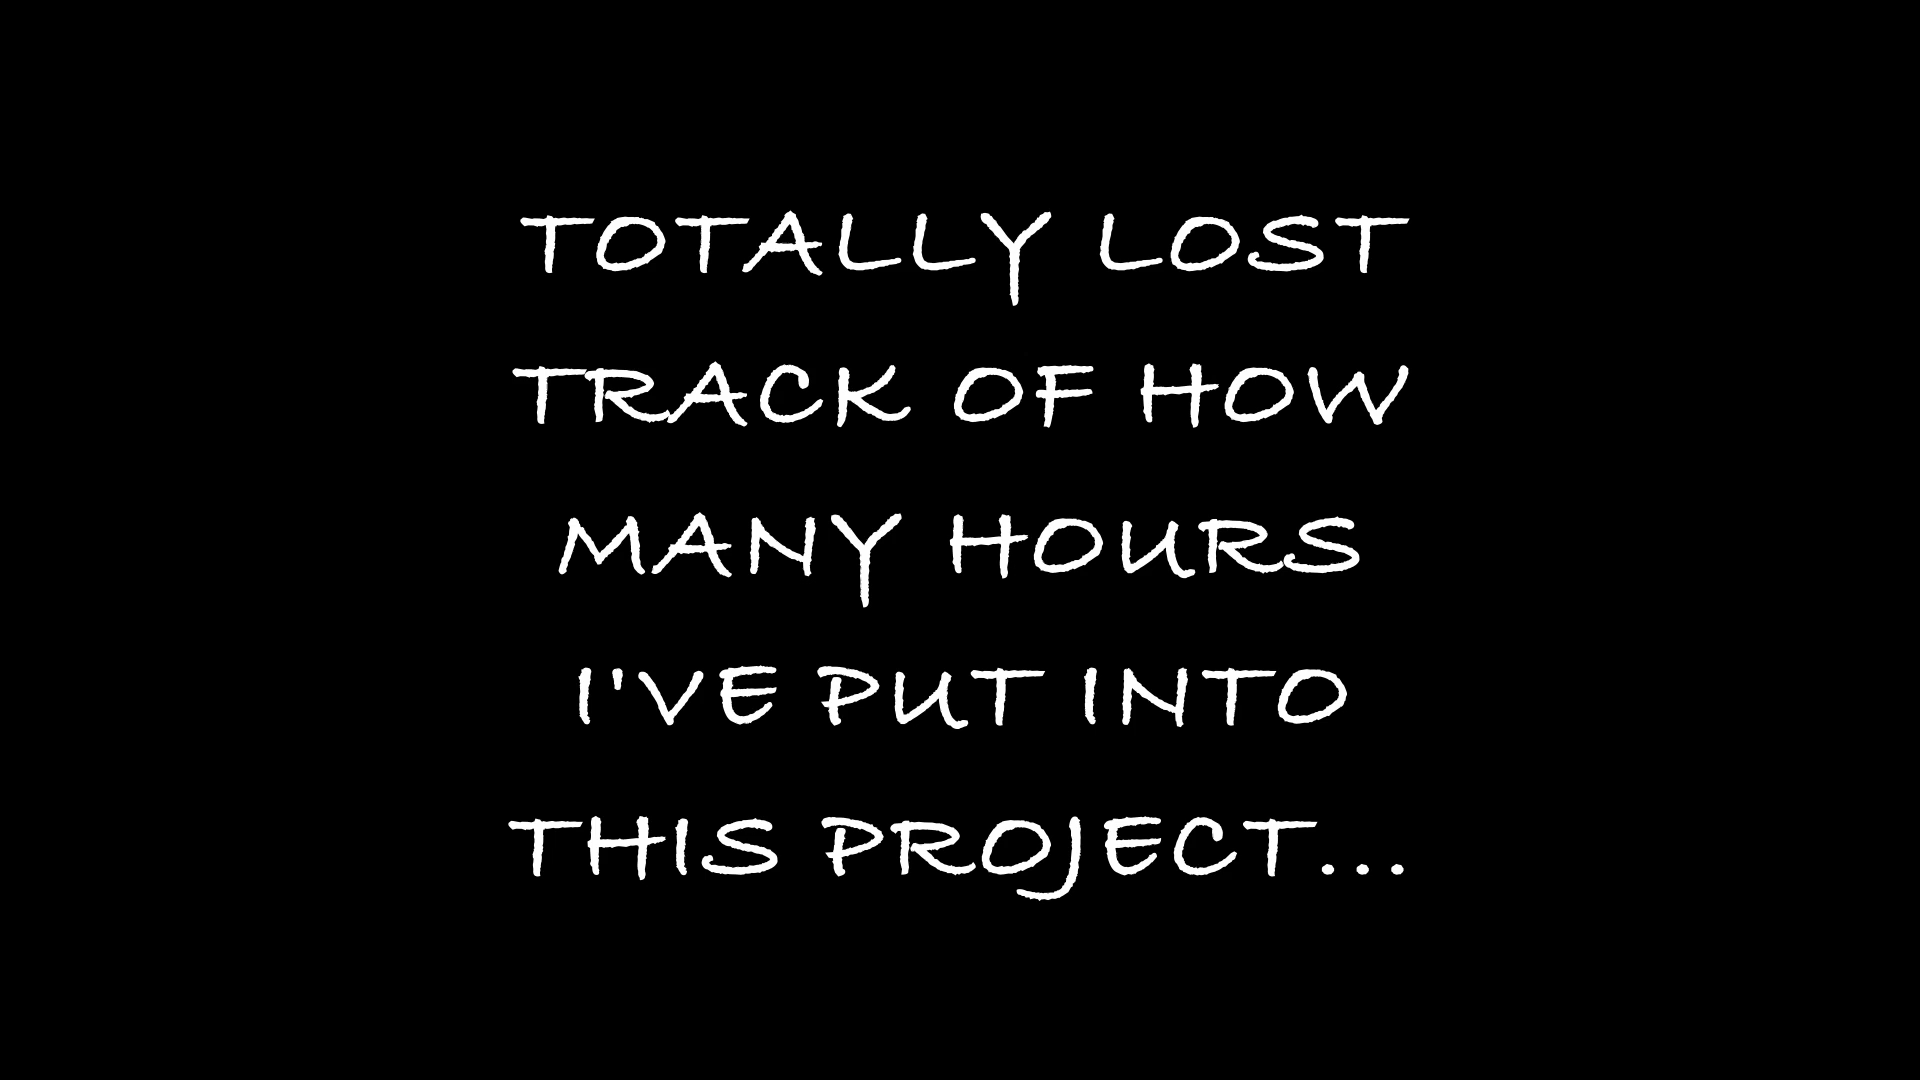 TOTALLY LOST
TRACK OF HOW
MANY HOURS
I'VE PUT INTO
THIS PROJECT...